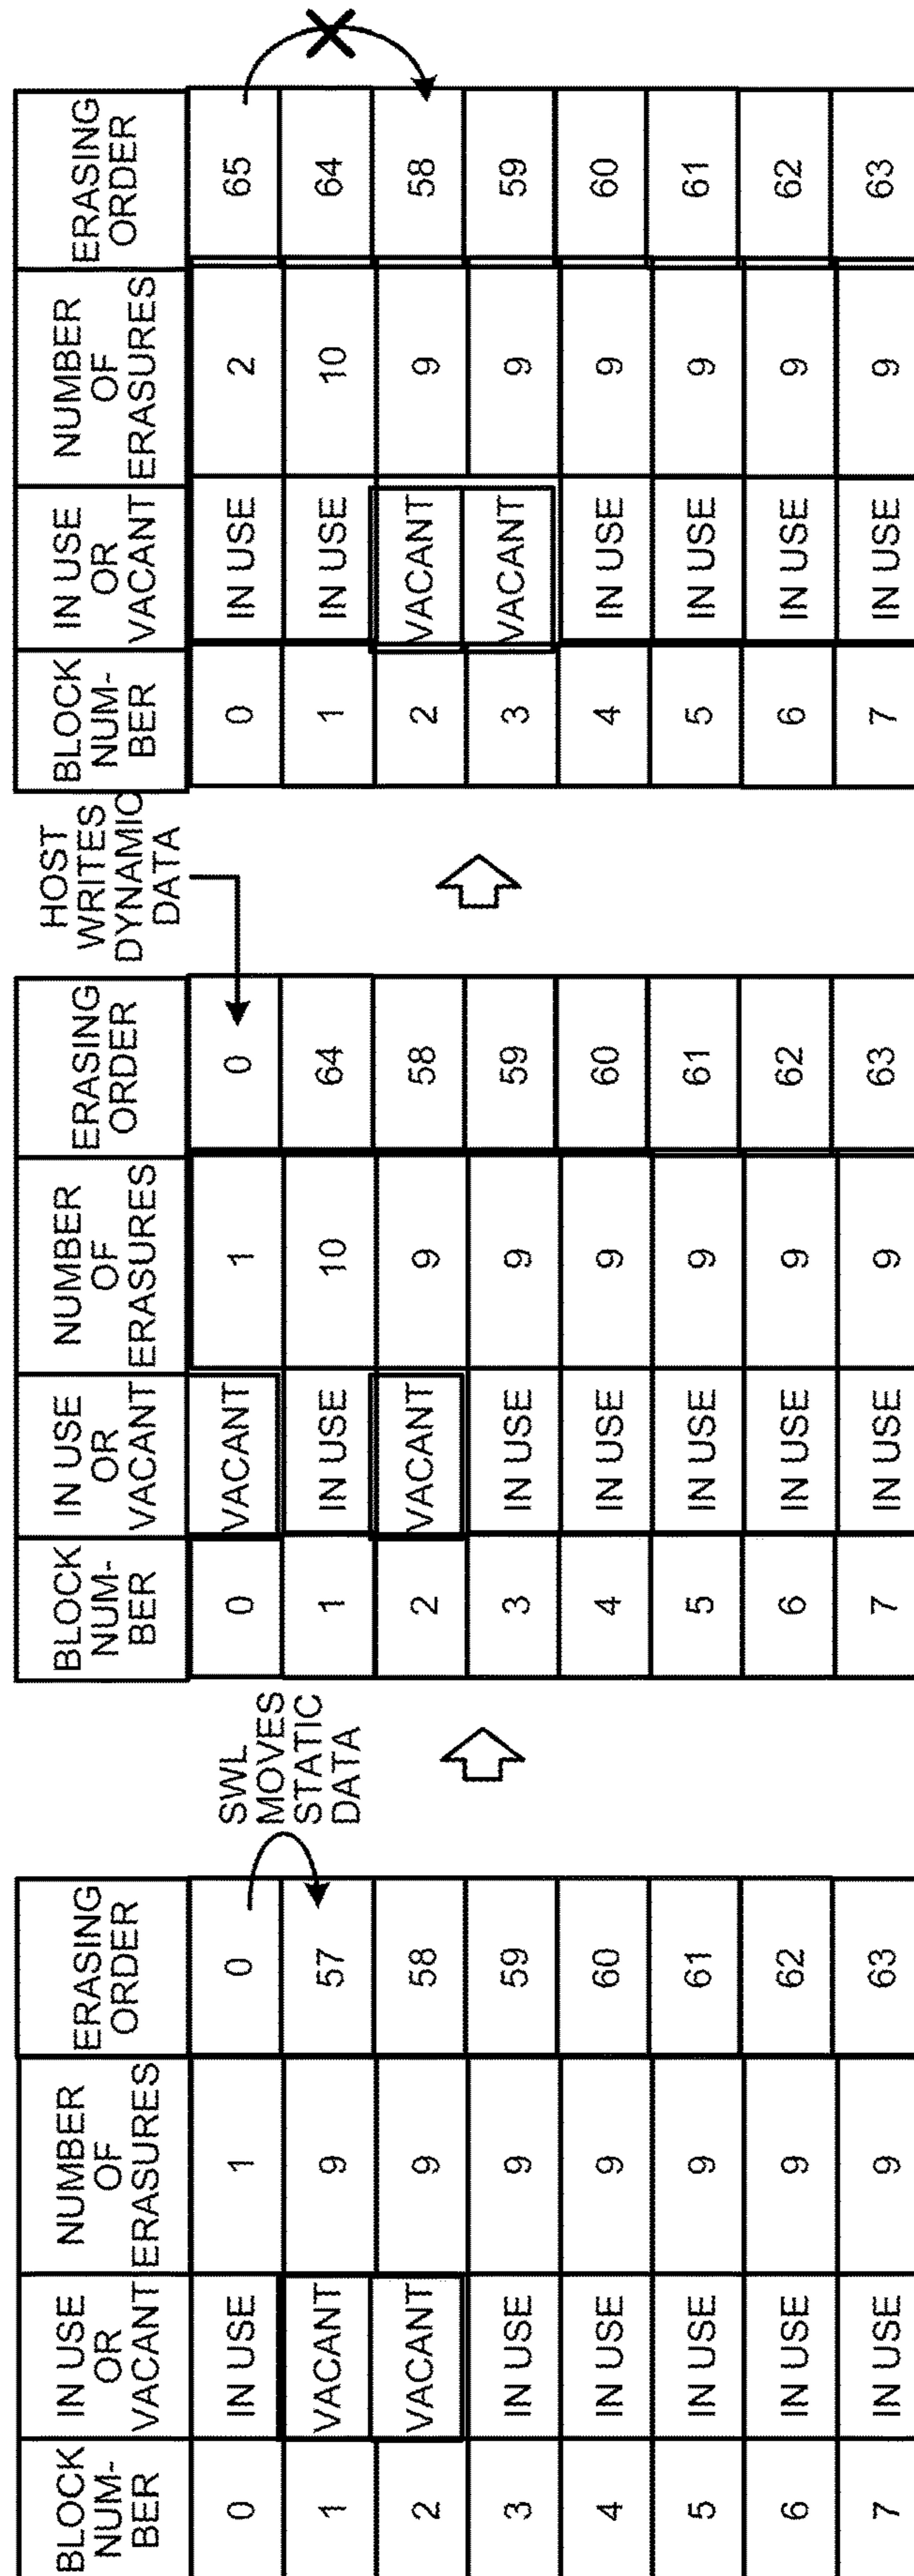 BLOCK
NUM-
BER
IN USE
OR
VACANT
NUMBER
OF
ERASURES
ERASING
ORDER
0 IN USE 1 0
1 VACANT 9 57
2 VACANT 9 58
3 IN USE 9 59
4 IN USE 9 60
5 IN USE 9 61
6 IN USE 9 62
7 IN USE 9 63
SWL
MOVES
STATIC
DATA
BLOCK
NUM-
BER
IN USE
OR
VACANT
NUMBER
OF
ERASURES
ERASING
ORDER
0 VACANT 1 0
1 IN USE 10 64
2 VACANT 9 58
3 IN USE 9 59
4 IN USE 9 60
5 IN USE 9 61
6 IN USE 9 62
7 IN USE 9 63
HOST
WRITES
DYNAMIC
DATA
BLOCK
NUM-
BER
IN USE
OR
VACANT
NUMBER
OF
ERASURES
ERASING
ORDER
0 IN USE 2 65
1 IN USE 10 64
2 VACANT 9 58
3 VACANT 9 59
4 IN USE 9 60
5 IN USE 9 61
6 IN USE 9 62
7 IN USE 9 63